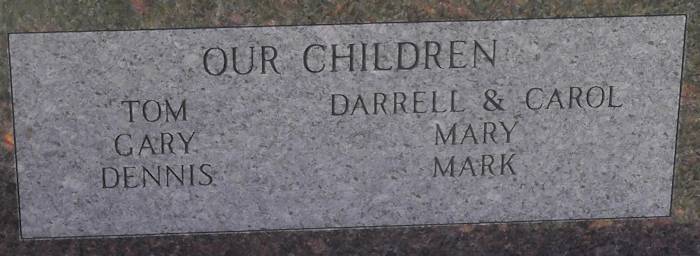 OUR CHILDREN
TOM
GARY
DENNIS
DARRELL & CAROL
MARY
MARK